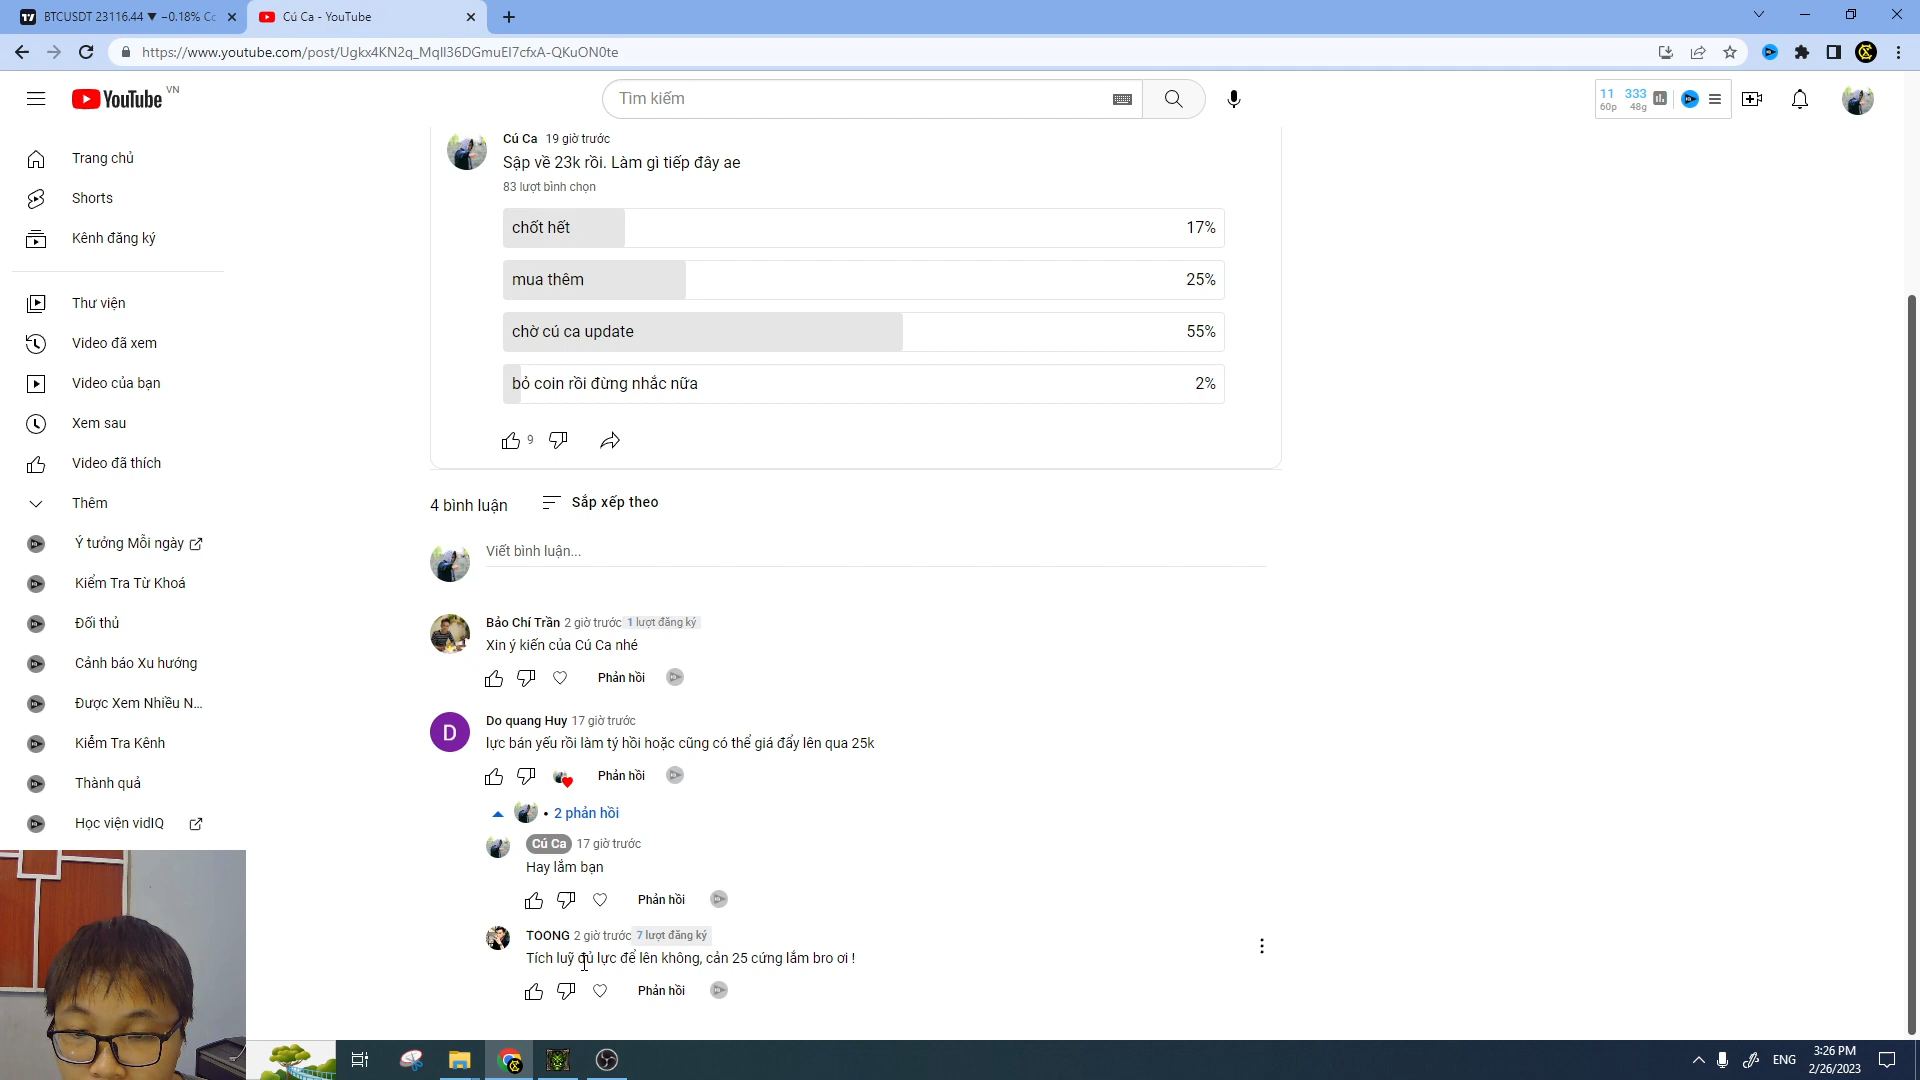 BTCUSDT 23116.44 ▼ −0.18% Cc
Cú Ca - YouTube
https://www.youtube.com/post/Ugkx4KN2q_MqII36DGmuEI7cfxA-QKuON0te
YouTube VN
Tìm kiếm
11 333
60p 48g
Trang chủ
Shorts
Kênh đăng ký
Thư viện
Video đã xem
Video của bạn
Xem sau
Video đã thích
Thêm
Ý tưởng Mỗi ngày
Kiểm Tra Từ Khoá
Đối thủ
Cảnh báo Xu hướng
Được Xem Nhiều N...
Kiểm Tra Kênh
Thành quả
Học viện vidIQ
Cú Ca 19 giờ trước
Sập về 23k rồi. Làm gì tiếp đây ae
83 lượt bình chọn
chốt hết 17%
mua thêm 25%
chờ cú ca update 55%
bỏ coin rồi đừng nhắc nữa 2%
9
4 bình luận Sắp xếp theo
Viết bình luận...
Bảo Chí Trần 2 giờ trước 1 lượt đăng ký
Xin ý kiến của Cú Ca nhé
Phản hồi
D
Do quang Huy 17 giờ trước
lực bán yếu rồi làm tý hồi hoặc cũng có thể giá đẩy lên qua 25k
Phản hồi
• 2 phản hồi
Cú Ca 17 giờ trước
Hay lắm bạn
Phản hồi
TOONG 2 giờ trước 7 lượt đăng ký
Tích luỹ đủ lực để lên không, cản 25 cứng lắm bro ơi !
Phản hồi
ENG
3:26 PM
2/26/2023